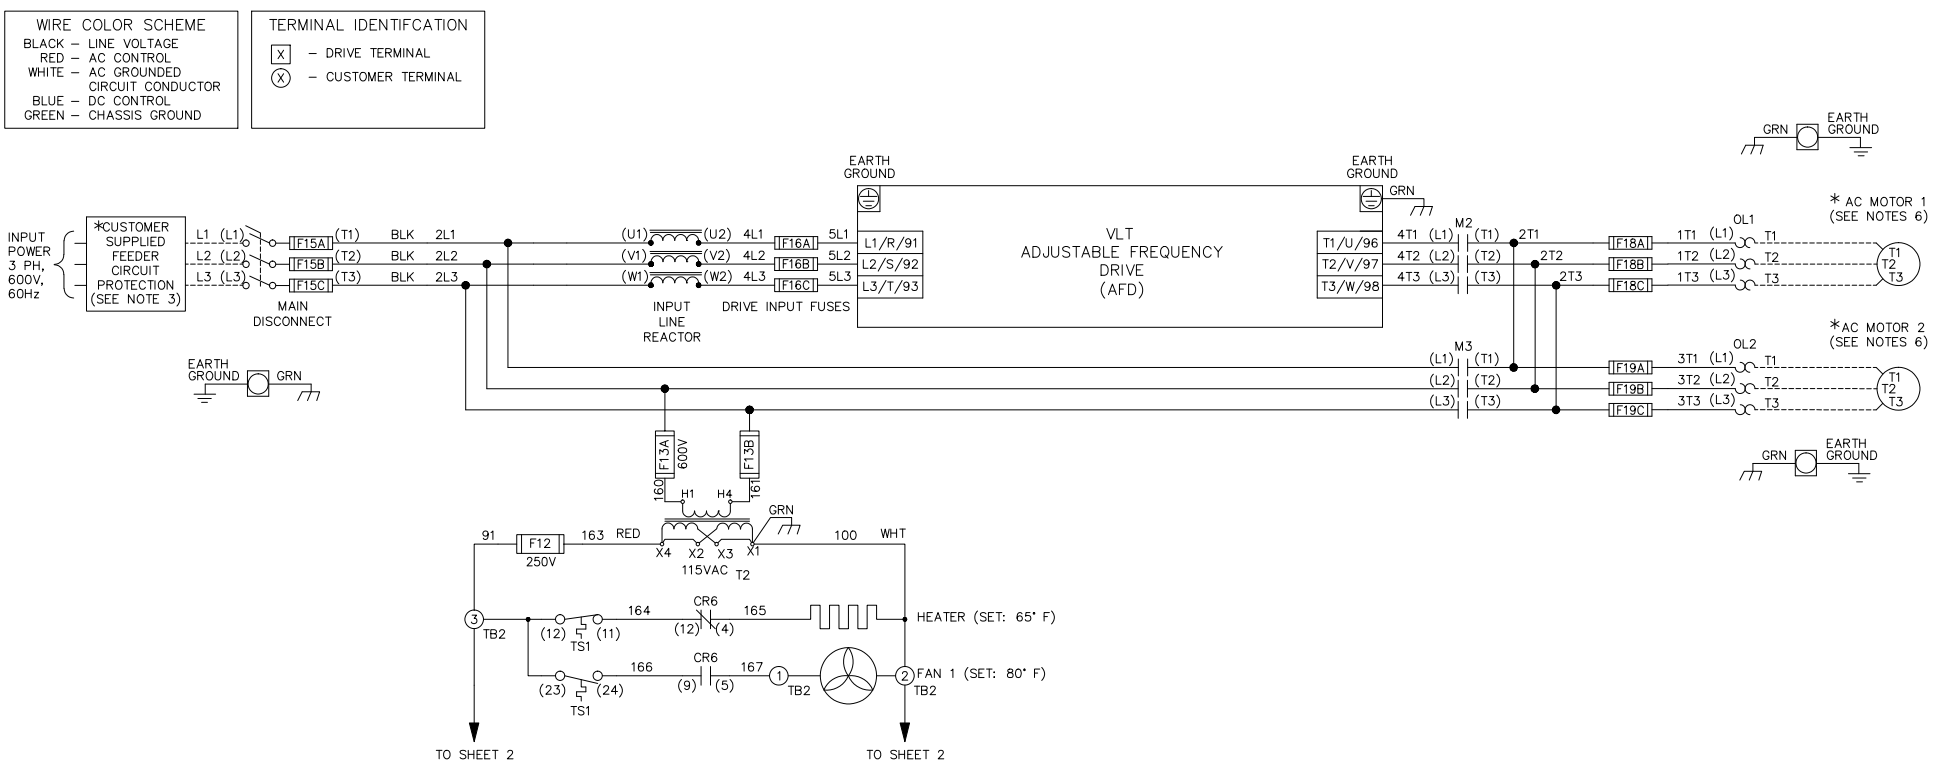 WIRE COLOR SCHEME
BLACK – LINE VOLTAGE
RED – AC CONTROL
WHITE – AC GROUNDED
CIRCUIT CONDUCTOR
BLUE – DC CONTROL
GREEN – CHASSIS GROUND
TERMINAL IDENTIFCATION
X – DRIVE TERMINAL
X – CUSTOMER TERMINAL
GRN
EARTH
GROUND
EARTH
GROUND
EARTH
GROUND
GRN
INPUT
POWER
3 PH,
600V,
60Hz
*CUSTOMER
SUPPLIED
FEEDER
CIRCUIT
PROTECTION
(SEE NOTE 3)
L1 (L1) F15A (T1) BLK 2L1 (U1) (U2) 4L1 F16A 5L1 L1/R/91
L2 (L2) F15B (T2) BLK 2L2 (V1) (V2) 4L2 F16B 5L2 L2/S/92
L3 (L3) F15C (T3) BLK 2L3 (W1) (W2) 4L3 F16C 5L3 L3/T/93
MAIN
DISCONNECT
INPUT
LINE
REACTOR
DRIVE INPUT FUSES
VLT
ADJUSTABLE FREQUENCY
DRIVE
(AFD)
M2
OL1
T1/U/96 4T1 (L1) (T1) 2T1 F18A 1T1 (L1) T1
T2/V/97 4T2 (L2) (T2) 2T2 F18B 1T2 (L2) T2
T3/W/98 4T3 (L3) (T3) 2T3 F18C 1T3 (L3) T3
* AC MOTOR 1
(SEE NOTES 6)
T1
T2
T3
M3
OL2
(L1) (T1) F19A 3T1 (L1) T1
(L2) (T2) F19B 3T2 (L2) T2
(L3) (T3) F19C 3T3 (L3) T3
* AC MOTOR 2
(SEE NOTES 6)
T1
T2
T3
EARTH
GROUND
GRN
GRN
EARTH
GROUND
F13A
600V
F13B
160
161
H1 H4
GRN
91 F12 163 RED
250V
X4 X2 X3 X1
100 WHT
115VAC T2
3
TB2
(12) (11)
TS1
164
CR6
(12) (4)
165
HEATER (SET: 65° F)
(23) (24)
TS1
166
CR6
(9) (5)
167
1
TB2
2
TB2
FAN 1 (SET: 80° F)
TO SHEET 2
TO SHEET 2